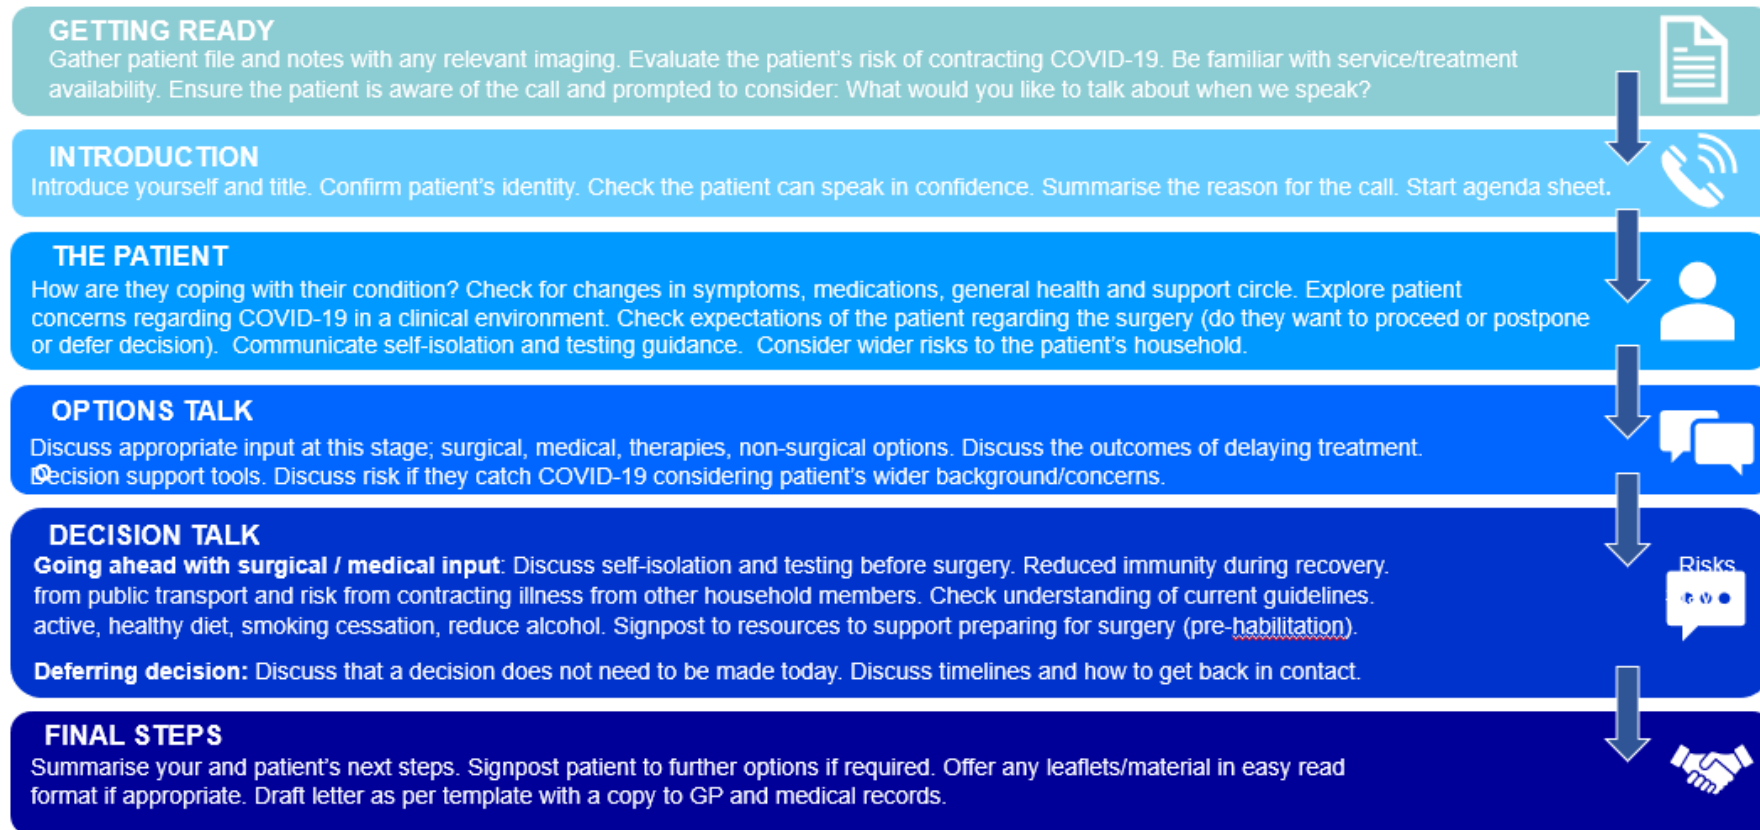 GETTING READY
Gather patient file and notes with any relevant imaging. Evaluate the patient's risk of contracting COVID-19. Be familiar with service/treatment
availability. Ensure the patient is aware of the call and prompted to consider: What would you like to talk about when we speak?
INTRODUCTION
Introduce yourself and title. Confirm patient's identity. Check the patient can speak in confidence. Summarise the reason for the call. Start agenda sheet.
THE PATIENT
How are they coping with their condition? Check for changes in symptoms, medications, general health and support circle. Explore patient
concerns regarding COVID-19 in a clinical environment. Check expectations of the patient regarding the surgery (do they want to proceed or postpone
or defer decision). Communicate self-isolation and testing guidance. Consider wider risks to the patient's household.
OPTIONS TALK
Discuss appropriate input at this stage; surgical, medical, therapies, non-surgical options. Discuss the outcomes of delaying treatment.
Decision support tools. Discuss risk if they catch COVID-19 considering patient's wider background/concerns.
DECISION TALK
Going ahead with surgical / medical input: Discuss self-isolation and testing before surgery. Reduced immunity during recovery. Risks
from public transport and risk from contracting illness from other household members. Check understanding of current guidelines.
active, healthy diet, smoking cessation, reduce alcohol. Signpost to resources to support preparing for surgery (pre-habilitation).
Deferring decision: Discuss that a decision does not need to be made today. Discuss timelines and how to get back in contact.
FINAL STEPS
Summarise your and patient's next steps. Signpost patient to further options if required. Offer any leaflets/material in easy read
format if appropriate. Draft letter as per template with a copy to GP and medical records.